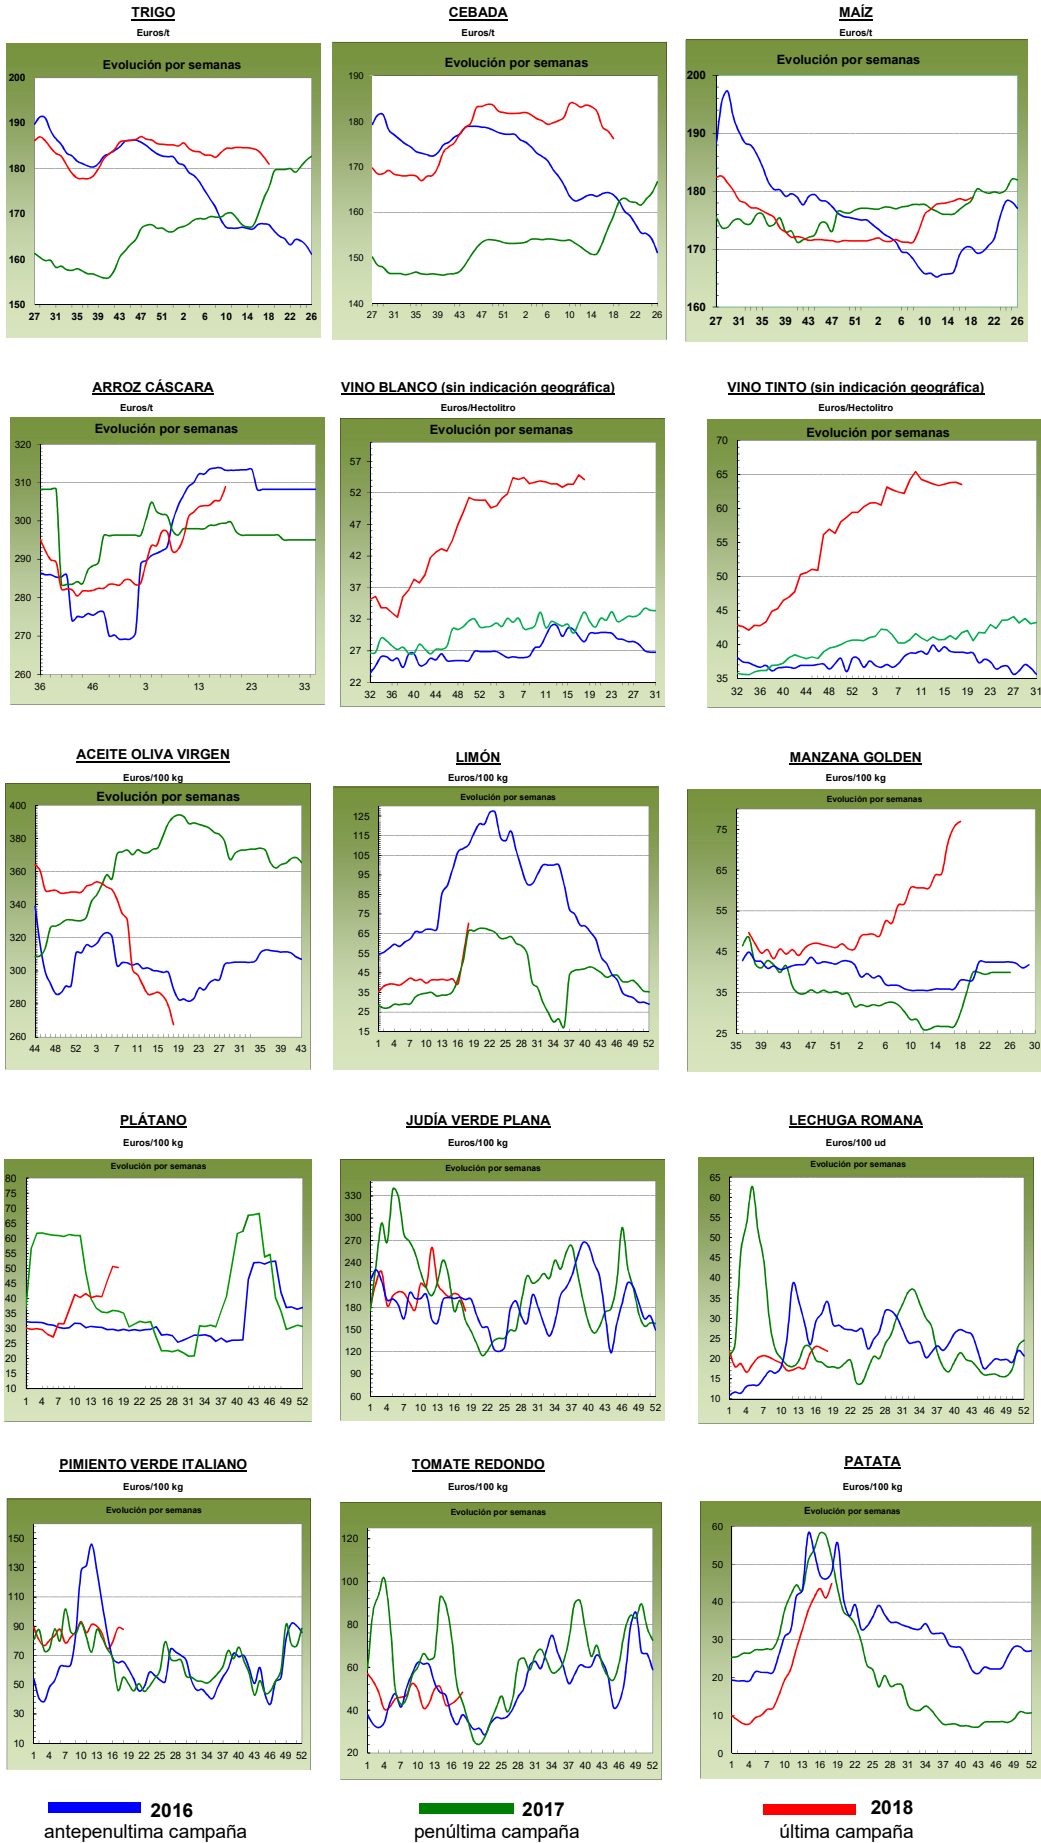 TRIGO
Euros/t
Evolución por semanas
200
190
180
170
160
150
27 31 35 39 43 47 51 2 6 10 14 18 22 26
CEBADA
Euros/t
Evolución por semanas
190
180
170
160
150
140
27 31 35 39 43 47 51 2 6 10 14 18 22 26
MAÍZ
Euros/t
Evolución por semanas
200
190
180
170
160
27 31 35 39 43 47 51 2 6 10 14 18 22 26
ARROZ CÁSCARA
Euros/t
Evolución por semanas
320
310
300
290
280
270
260
36 46 3 13 23 33
VINO BLANCO (sin indicación geográfica)
Euros/Hectolitro
Evolución por semanas
57
52
47
42
37
32
27
22
32 36 40 44 48 52 3 7 11 15 19 23 27 31
VINO TINTO (sin indicación geográfica)
Euros/Hectolitro
Evolución por semanas
70
65
60
55
50
45
40
35
32 36 40 44 48 52 3 7 11 15 19 23 27 31
ACEITE OLIVA VIRGEN
Euros/100 kg
Evolución por semanas
400
380
360
340
320
300
280
260
44 48 52 3 7 11 15 19 23 27 31 35 39 43
LIMÓN
Euros/100 kg
Evolución por semanas
125
115
105
95
85
75
65
55
45
35
25
15
1 4 7 10 13 16 19 22 25 28 31 34 37 40 43 46 49 52
MANZANA GOLDEN
Euros/100 kg
Evolución por semanas
75
65
55
45
35
25
35 39 43 47 51 2 6 10 14 18 22 26 30
PLÁTANO
Euros/100 kg
Evolución por semanas
80
75
70
65
60
55
50
45
40
35
30
25
20
15
10
1 4 7 10 13 16 19 22 25 28 31 34 37 40 43 46 49 52
JUDÍA VERDE PLANA
Euros/100 kg
Evolución por semanas
330
300
270
240
210
180
150
120
90
60
1 4 7 10 13 16 19 22 25 28 31 34 37 40 43 46 49 52
LECHUGA ROMANA
Euros/100 ud
Evolución por semanas
65
60
55
50
45
40
35
30
25
20
15
10
1 4 7 10 13 16 19 22 25 28 31 34 37 40 43 46 49 52
PIMIENTO VERDE ITALIANO
Euros/100 kg
Evolución por semanas
150
130
110
90
70
50
30
10
1 4 7 10 13 16 19 22 25 28 31 34 37 40 43 46 49 52
TOMATE REDONDO
Euros/100 kg
Evolución por semanas
120
100
80
60
40
20
1 4 7 10 13 16 19 22 25 28 31 34 37 40 43 46 49 52
PATATA
Euros/100 kg
Evolución por semanas
60
50
40
30
20
10
0
1 4 7 10 13 16 19 22 25 28 31 34 37 40 43 46 49 52
2016
antepenultima campaña
2017
penúltima campaña
2018
última campaña